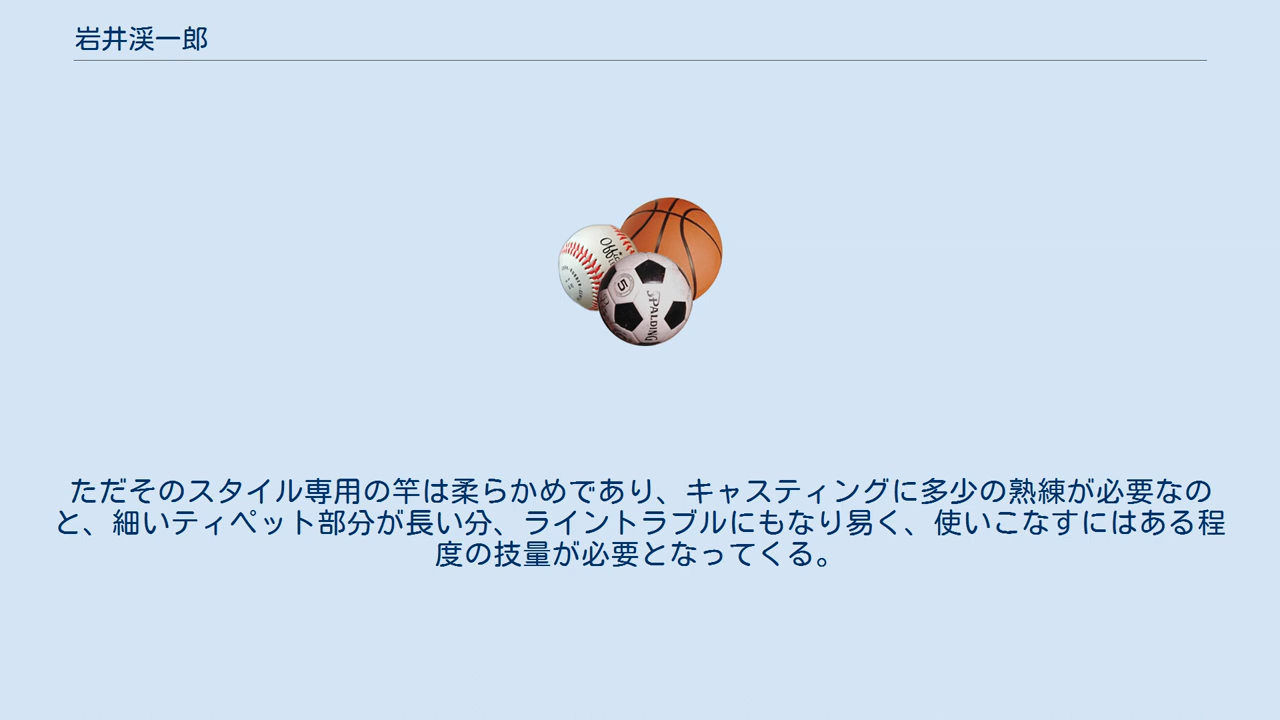 岩井渓一郎
Offi
5
SPALDING
ただそのスタイル専用の竿は柔らかめであり、キャスティングに多少の熟練が必要なの
と、細いティペット部分が長い分、ライントラブルにもなり易く、使いこなすにはある程
度の技量が必要となってくる。